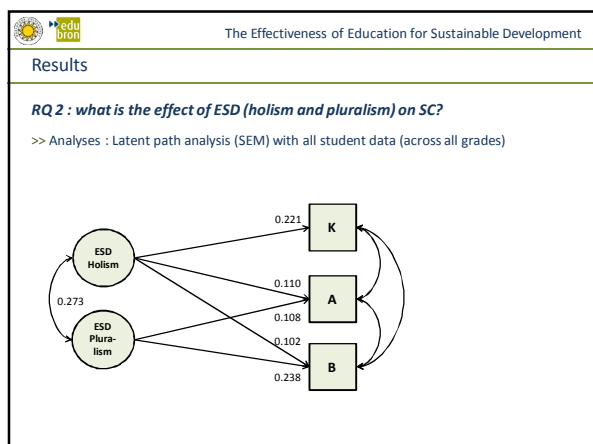 edu
bron
The Effectiveness of Education for Sustainable Development
Results
RQ 2 : what is the effect of ESD (holism and pluralism) on SC?
>> Analyses : Latent path analysis (SEM) with all student data (across all grades)
0.221
K
ESD
Holism
0.110
A
0.273
0.108
ESD
Plura-
lism
0.102
B
0.238